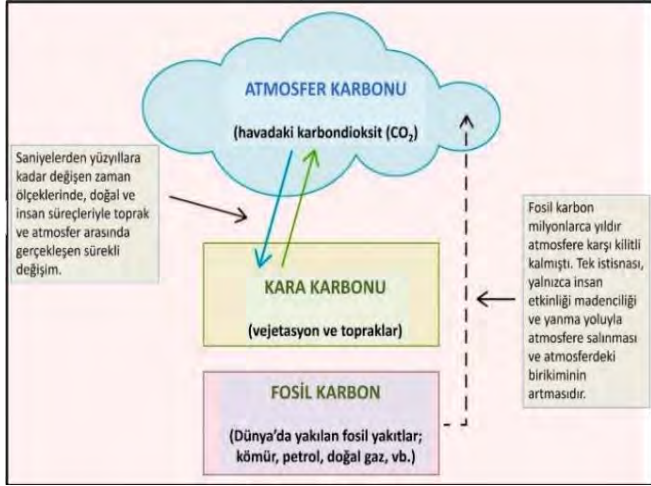 ATMOSFER KARBONU
(havadaki karbondioksit (CO₂)
Saniyelerden yüzyıllara
kadar değişen zaman
ölçeklerinde, doğal ve
insan süreçleriyle toprak
ve atmosfer arasında
gerçekleşen sürekli
değişim.
Fosil karbon
milyonlarca yıldır
atmosfere karşı kilitli
kalmıştı. Tek istisnası,
yalnızca insan
etkinliği madenciliği
ve yanma yoluyla
atmosfere salınması
ve atmosferdeki
birikiminin
artmasıdır.
KARA KARBONU
(vejetasyon ve topraklar)
FOSİL KARBON
(Dünya’da yakılan fosil yakıtlar;
kömür, petrol, doğal gaz, vb.)